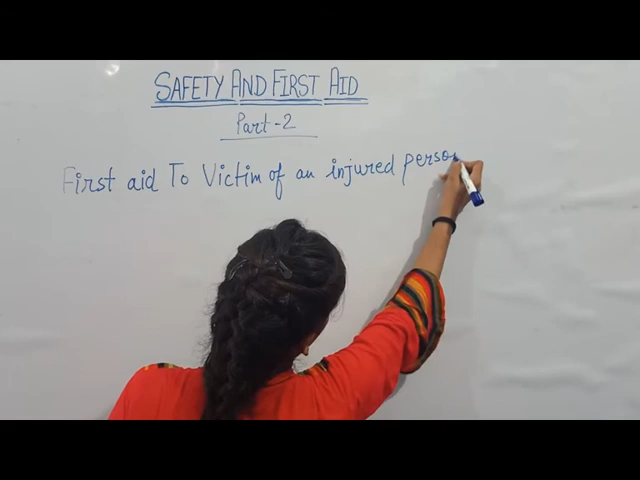 SAFETY AND FIRST AID
Part-2
First aid To Victim of an injured person